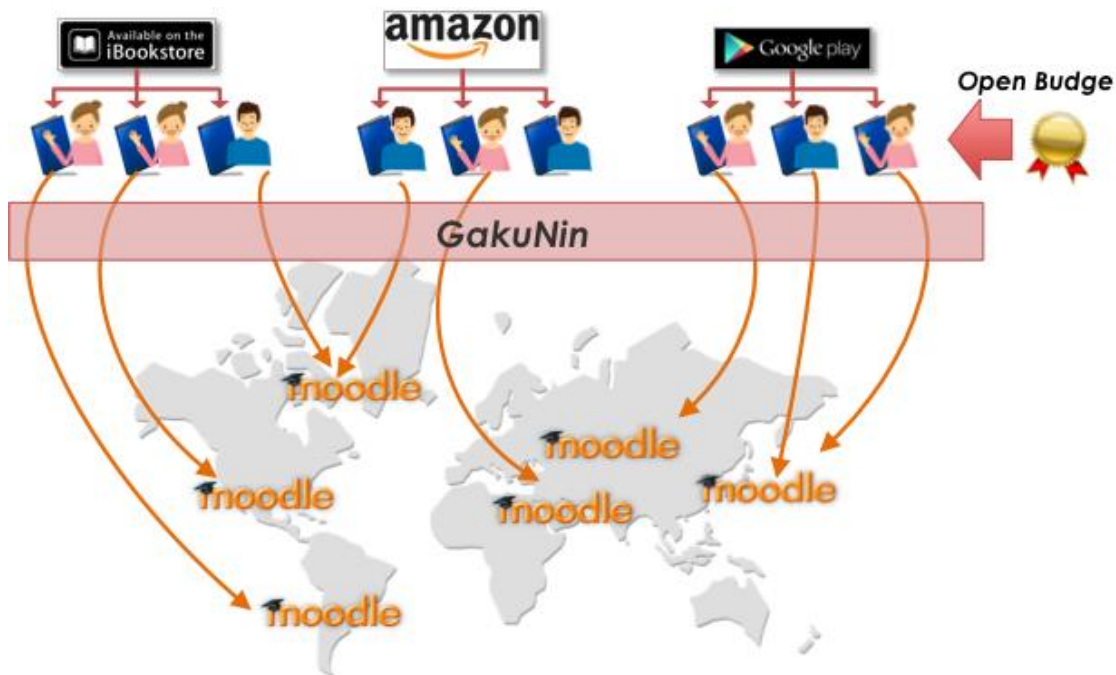 Available on the
iBookstore
amazon
Google play
Open Budge
GakuNin
moodle
moodle
moodle
moodle
moodle
moodle